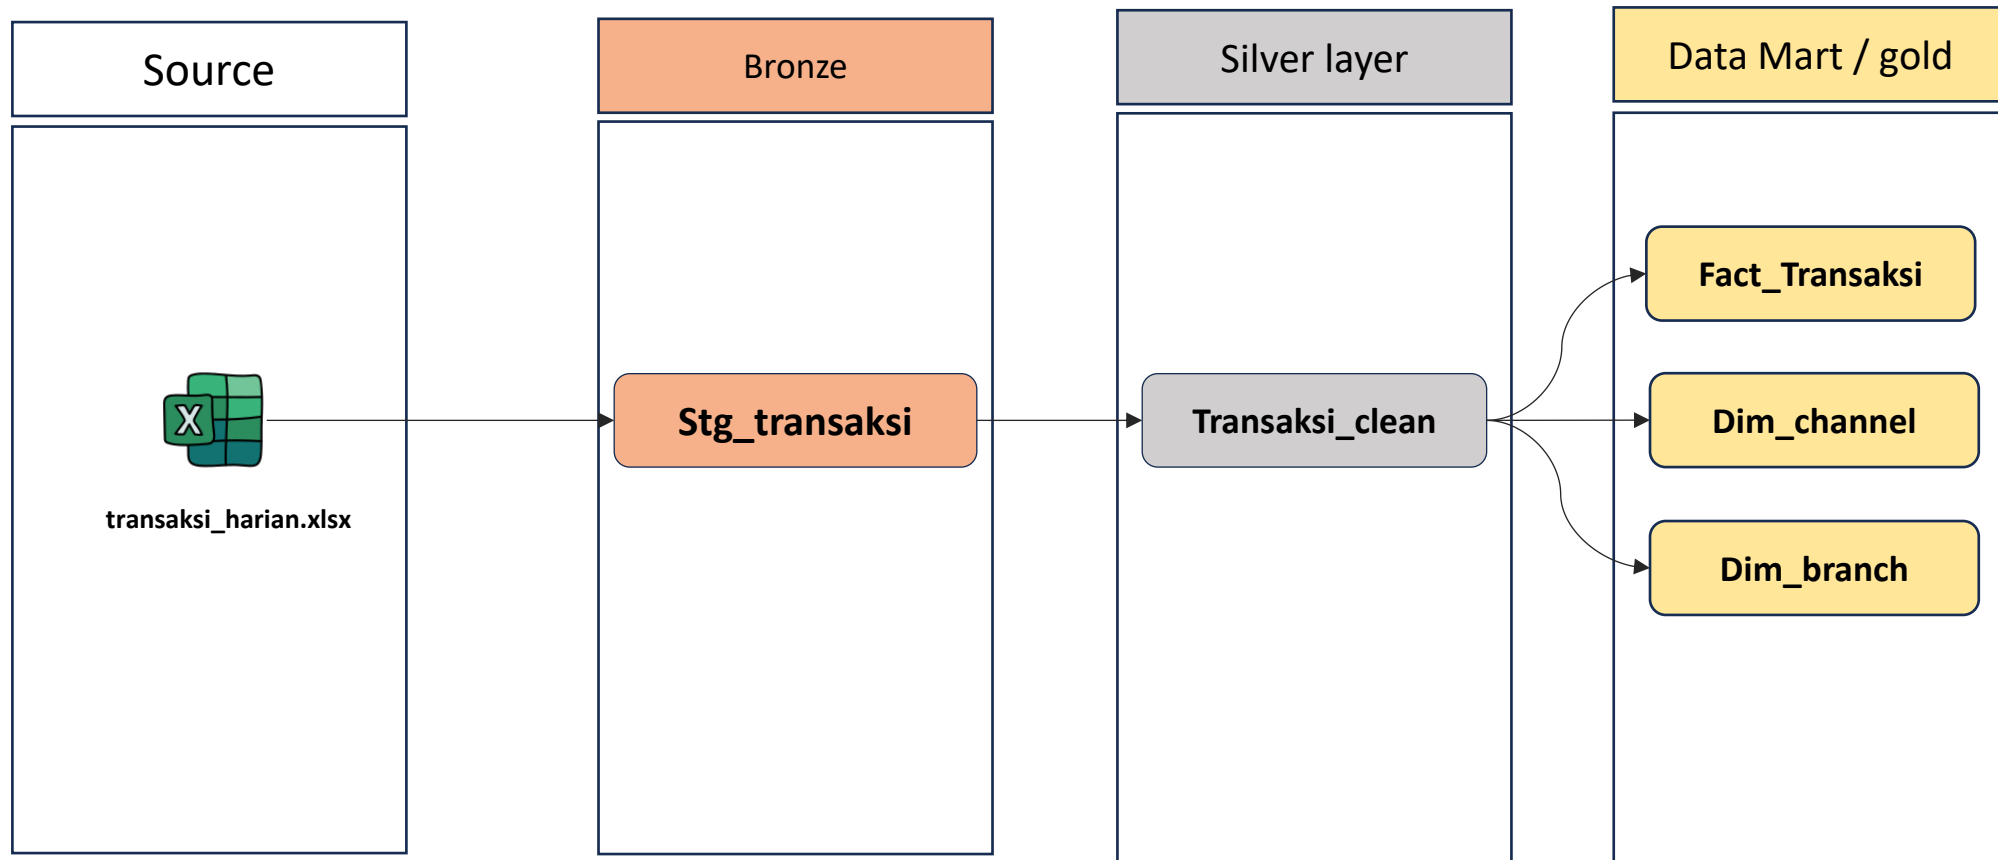 Source
Bronze
Silver layer
Data Mart / gold
X
transaksi_harian.xlsx
Stg_transaksi
Transaksi_clean
Fact_Transaksi
Dim_channel
Dim_branch